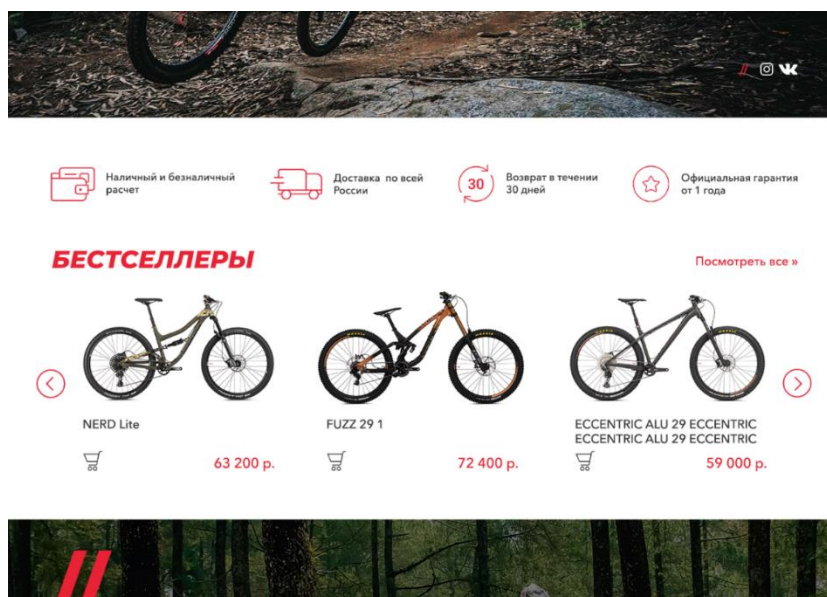 Наличный и безналичный
расчет
Доставка по всей
России
30
Возврат в течении
30 дней
Официальная гарантия
от 1 года
БЕСТСЕЛЛЕРЫ
Посмотреть все »
NERD Lite
FUZZ 29 1
ECCENTRIC ALU 29 ECCENTRIC
ECCENTRIC ALU 29 ECCENTRIC
63 200 р.
72 400 р.
59 000 р.